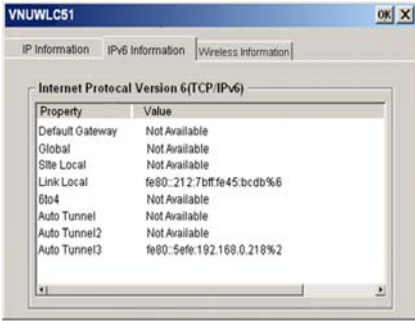 VNUWLC51 OK X
IP Information IPv6 Information Wireless Information
Internet Protocal Version 6(TCP/IPv6)
Property Value
Default Gateway Not Available
Global Not Available
Site Local Not Available
Link Local fe80::212:7bff:fe45:bcdb%6
6to4 Not Available
Auto Tunnel Not Available
Auto Tunnel2 Not Available
Auto Tunnel3 fe80::5efe:192.168.0.218%2